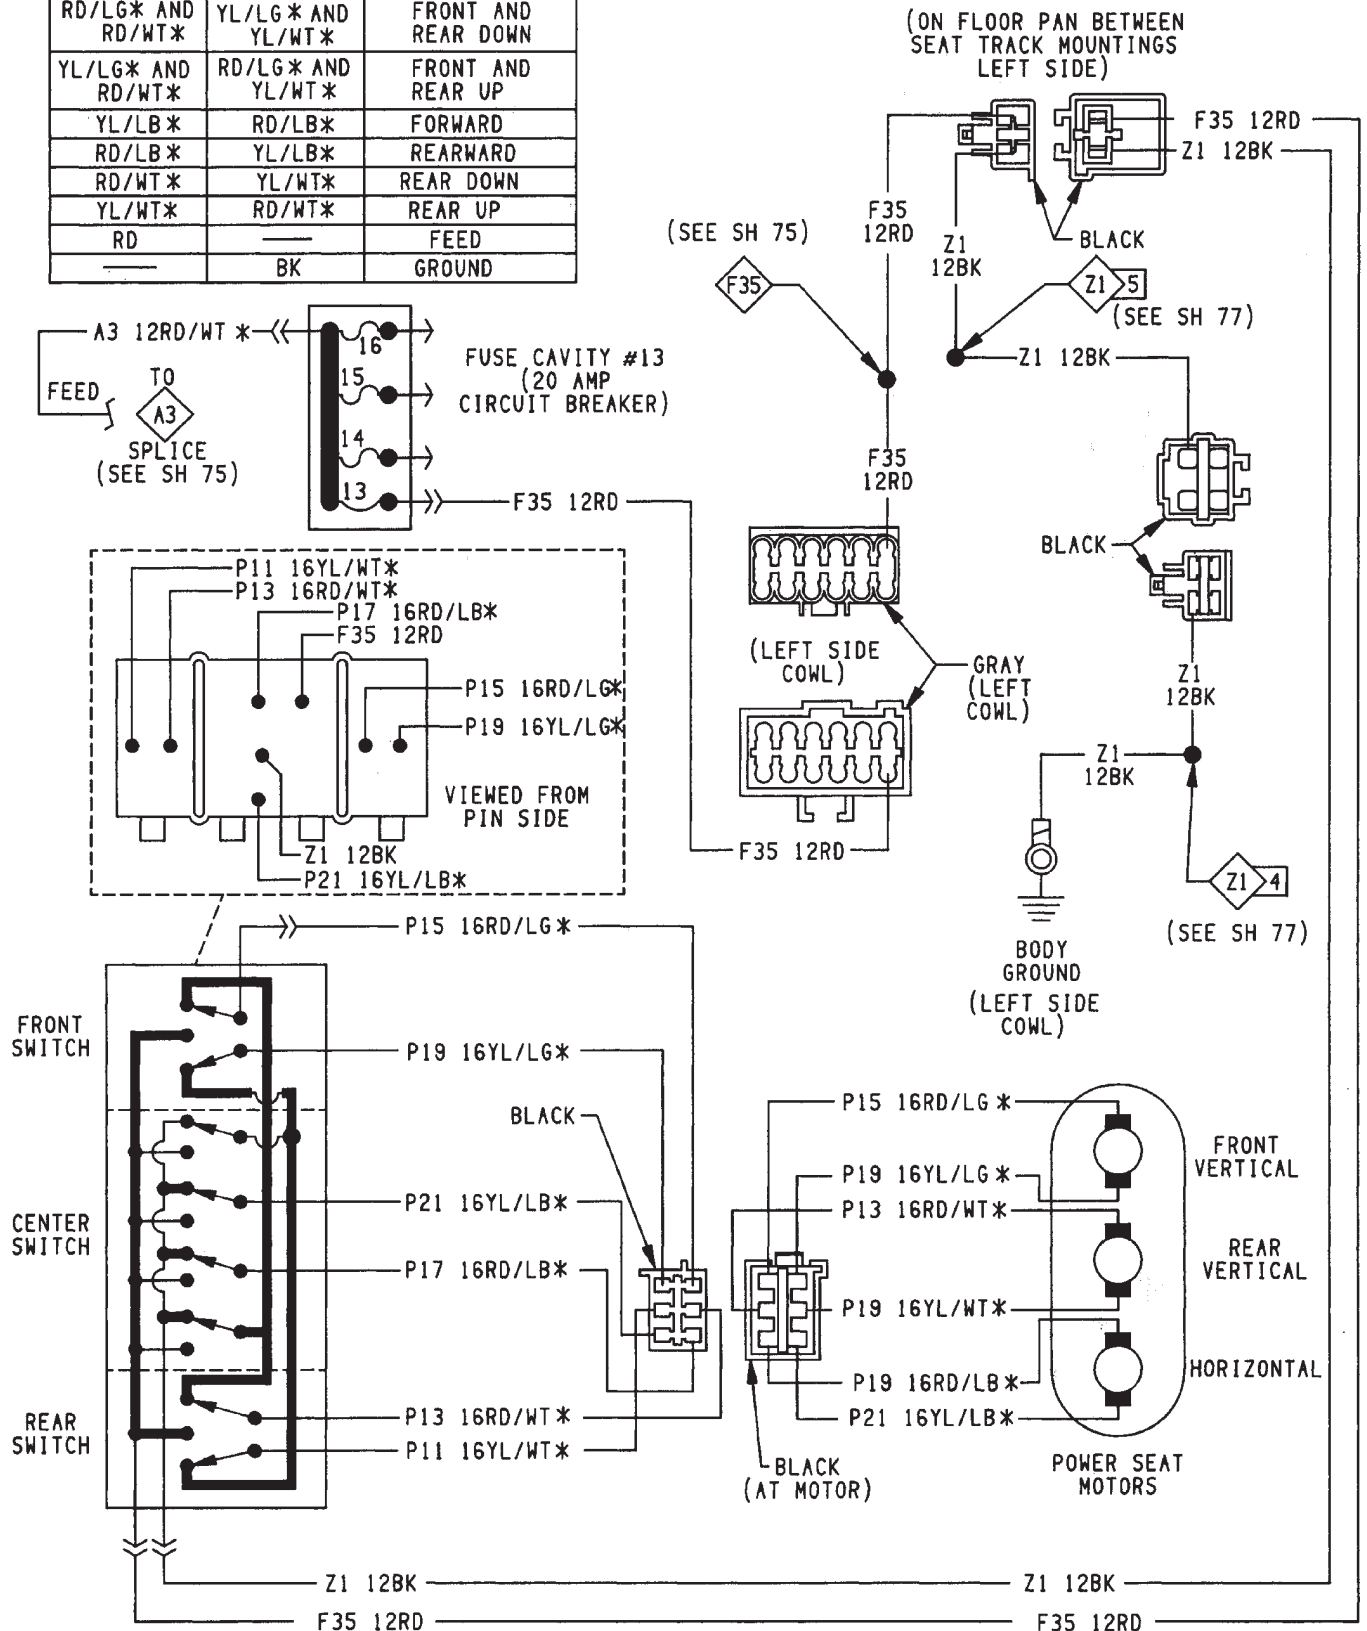 RD/LG* AND RD/WT*
YL/LG* AND YL/WT*
FRONT AND REAR DOWN
YL/LG* AND RD/WT*
RD/LG* AND YL/WT*
FRONT AND REAR UP
YL/LB*
RD/LB*
FORWARD
RD/LB*
YL/LB*
REARWARD
RD/WT*
YL/WT*
REAR DOWN
YL/WT*
RD/WT*
REAR UP
RD
FEED
BK
GROUND
(ON FLOOR PAN BETWEEN
SEAT TRACK MOUNTINGS
LEFT SIDE)
F35 12RD
Z1 12BK
F35
12RD
Z1
12BK
BLACK
(SEE SH 75)
F35
Z1 5
(SEE SH 77)
Z1 12BK
A3 12RD/WT *
FEED
TO
A3
SPLICE
(SEE SH 75)
16
15
14
13
FUSE CAVITY #13
(20 AMP
CIRCUIT BREAKER)
F35 12RD
F35
12RD
BLACK
P11 16YL/WT*
P13 16RD/WT*
P17 16RD/LB*
F35 12RD
P15 16RD/LG*
P19 16YL/LG*
VIEWED FROM
PIN SIDE
Z1 12BK
P21 16YL/LB*
(LEFT SIDE
COWL)
GRAY
(LEFT
COWL)
F35 12RD
Z1
12BK
Z1
12BK
Z1 4
(SEE SH 77)
BODY
GROUND
(LEFT SIDE
COWL)
P15 16RD/LG*
FRONT
SWITCH
P19 16YL/LG*
BLACK
CENTER
SWITCH
P21 16YL/LB*
P17 16RD/LB*
REAR
SWITCH
P13 16RD/WT*
P11 16YL/WT*
P15 16RD/LG*
P19 16YL/LG*
P13 16RD/WT*
P19 16YL/WT*
P19 16RD/LB*
P21 16YL/LB*
FRONT
VERTICAL
REAR
VERTICAL
HORIZONTAL
BLACK
(AT MOTOR)
POWER SEAT
MOTORS
Z1 12BK
Z1 12BK
F35 12RD
F35 12RD